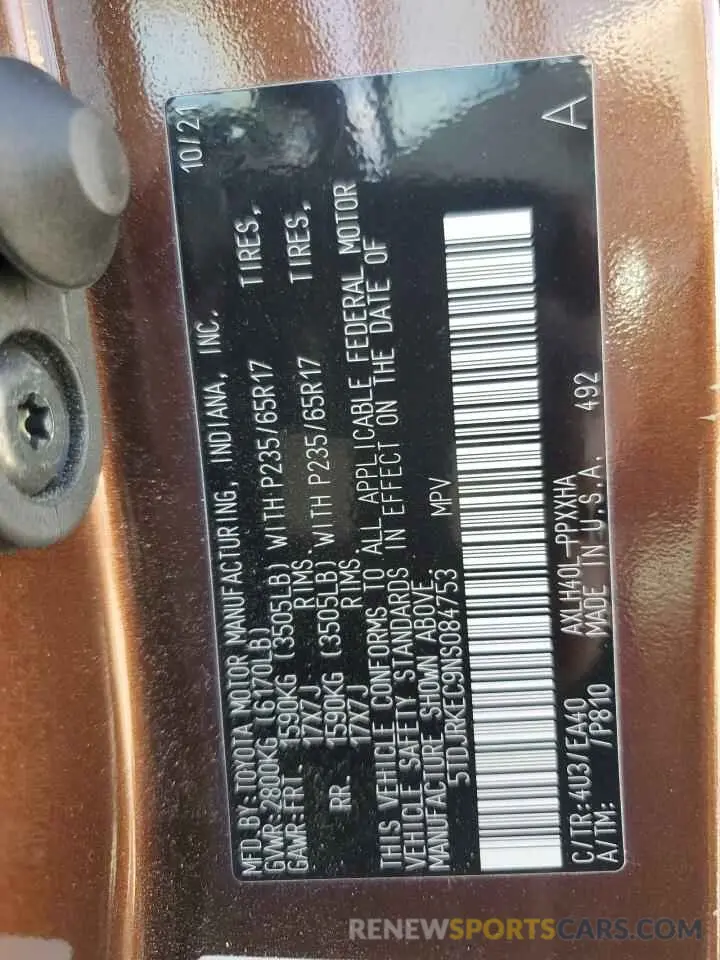 MFD BY: TOYOTA MOTOR MANUFACTURING, INDIANA, INC. 10/21
GVWR: 2800KG (6170LB)
GAWR: FRT. 1590KG (3505LB) WITH P235/65R17 TIRES,
17X7J RIMS
RR. 1590KG (3505LB) WITH P235/65R17 TIRES,
17X7J RIMS
THIS VEHICLE CONFORMS TO ALL APPLICABLE FEDERAL MOTOR
VEHICLE SAFETY STANDARDS IN EFFECT ON THE DATE OF
MANUFACTURE SHOWN ABOVE.
5TDJRKEC9NS084753 MPV
C/TR: 4U3/EA40 AXLH40L-PPXXHA
A/TM: /P810 MADE IN U.S.A. 492 A
RENEWSPORTSCARS.COM